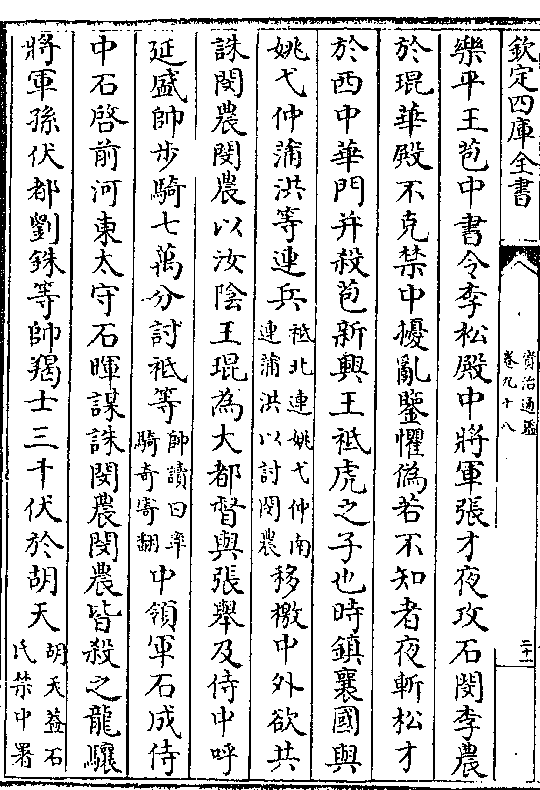 欽定四庫全書
資治通鑑
卷九十八
二十一
樂平王苞中書令李松殿中將軍張才夜攻石閔李農
於琨華殿不克禁中擾亂鑒懼僞若不知者夜斬松才
於西中華門并殺苞新興王祗虎之子也時鎮襄國與
姚弋仲蒲洪等連兵祗北連姚弋仲南
連蒲洪以討閔農移檄中外欲共
誅閔農閔農以汝陰王琨為大都督與張舉及侍中呼
延盛帥步騎七萬分討祗等帥讀曰率
騎奇寄翻中領軍石成侍
中石啓前河東太守石暉謀誅閔農閔農皆殺之龍驤
將軍孫伏都劉銖等帥羯士三千伏於胡天胡天蓋石
氏禁中署